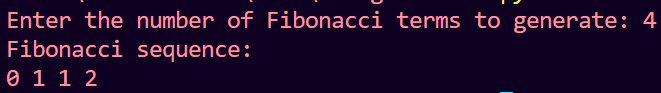 Enter the number of Fibonacci terms to generate: 4
Fibonacci sequence:
0 1 1 2